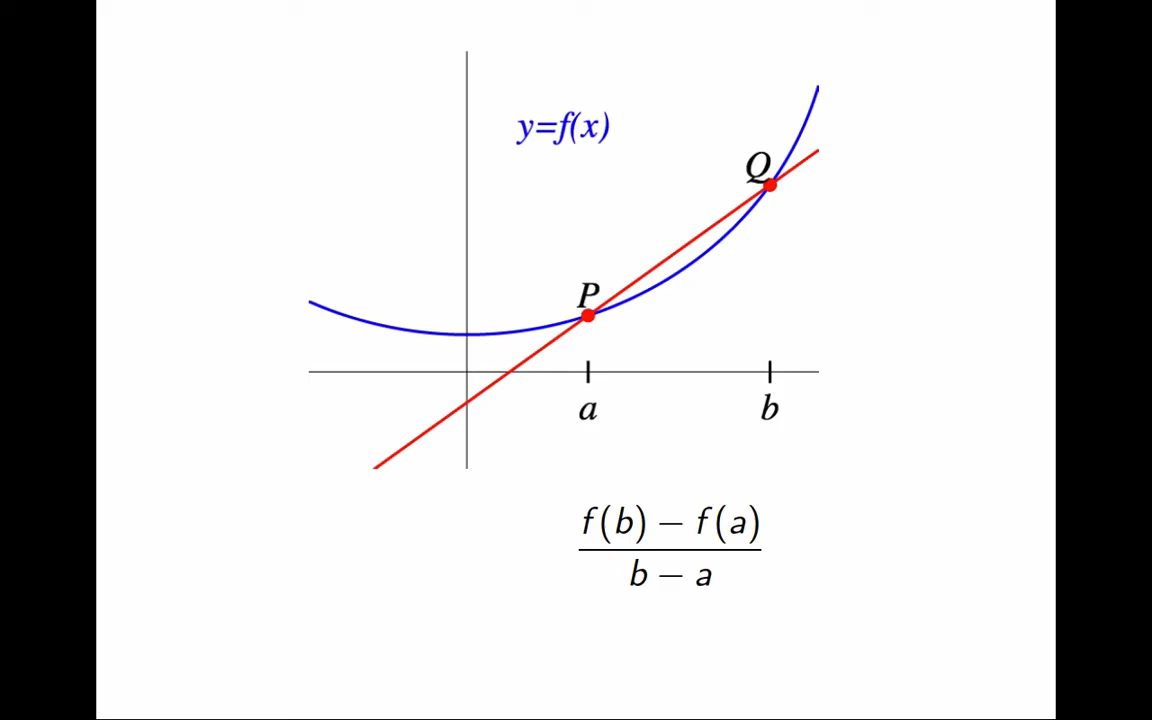 y=f(x)
Q
P
a b
f(b) − f(a)
b − a